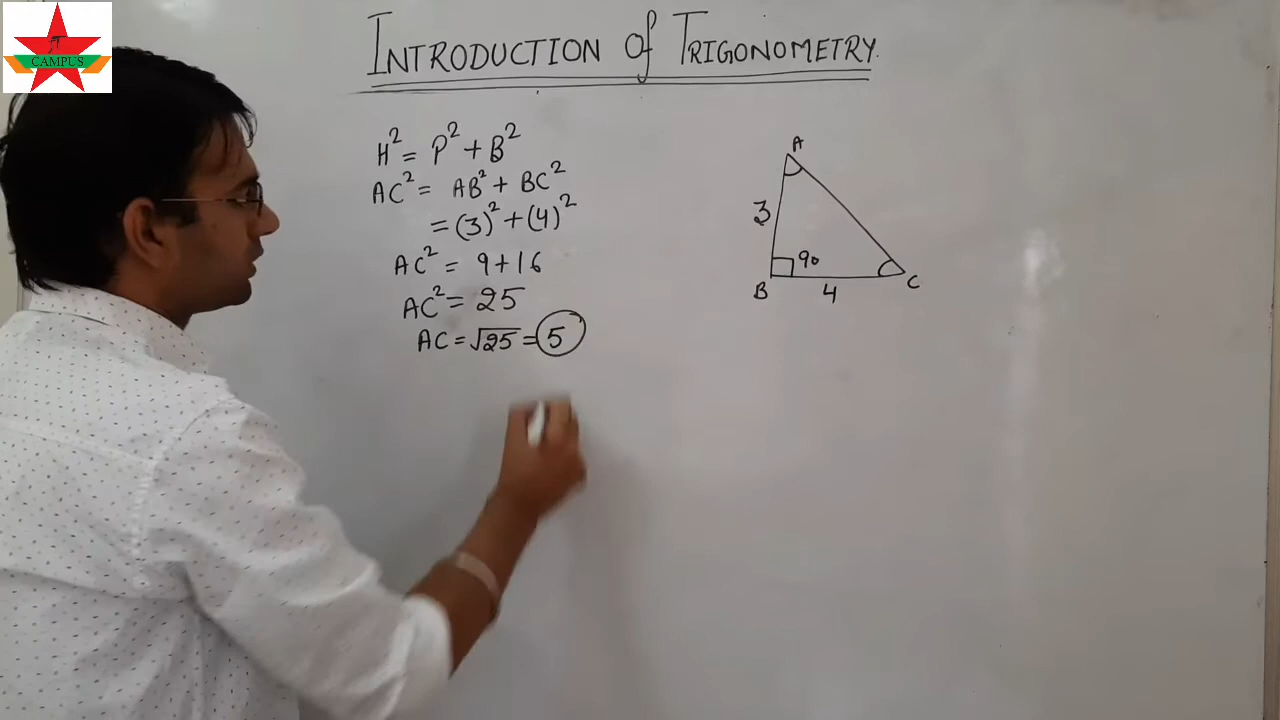 CAMPUS
INTRODUCTION of TRIGONOMETRY.
H² = P² + B²
AC² = AB² + BC²
= (3)² + (4)²
AC² = 9 + 16
AC² = 25
AC = √25 = 5
A
3
90
B
4
C